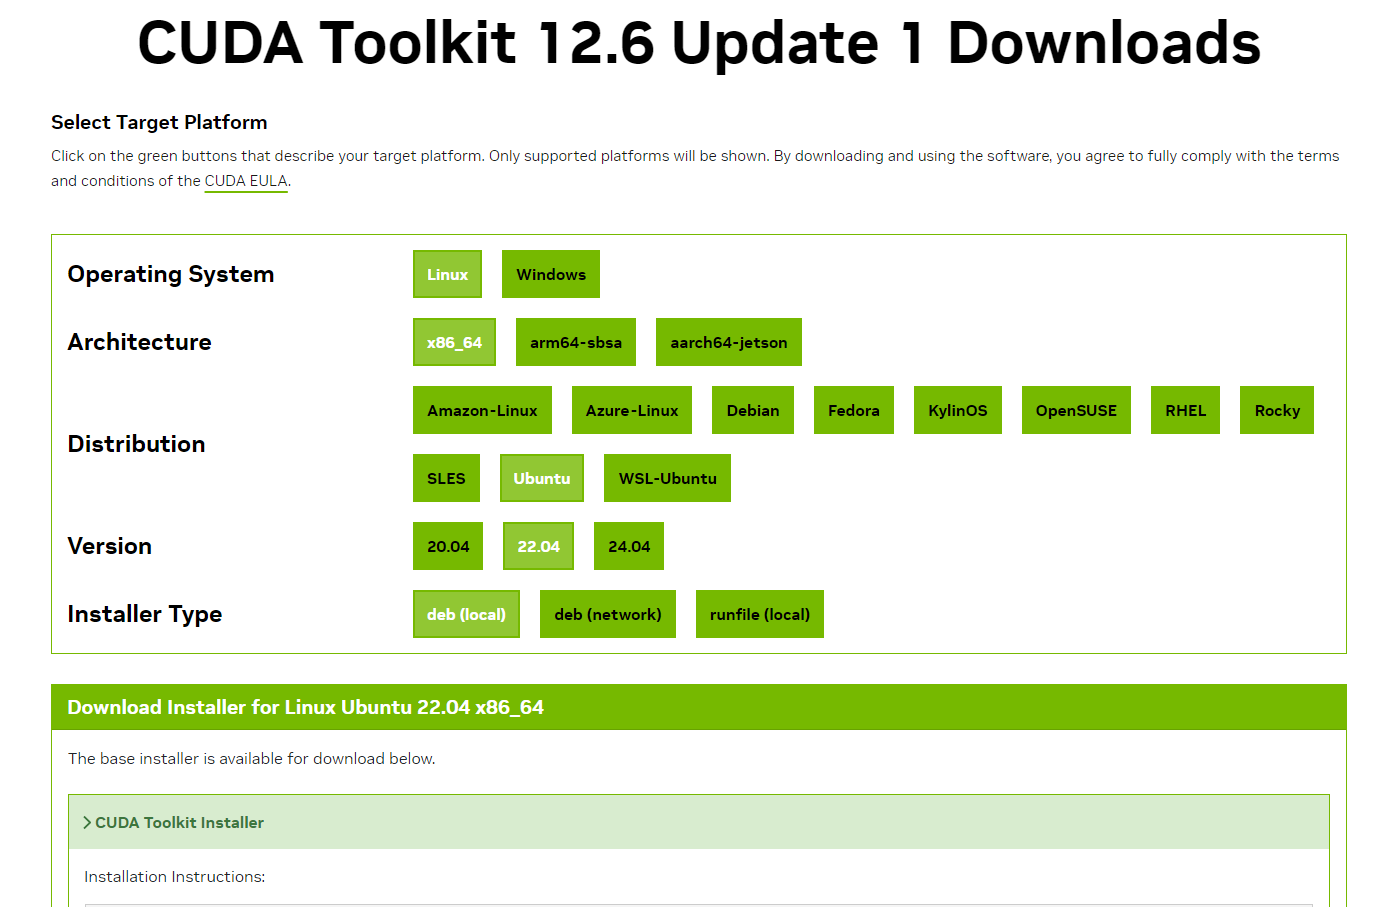 CUDA Toolkit 12.6 Update 1 Downloads
Select Target Platform
Click on the green buttons that describe your target platform. Only supported platforms will be shown. By downloading and using the software, you agree to fully comply with the terms
and conditions of the CUDA EULA.
Operating System
Linux Windows
Architecture
x86_64 arm64-sbsa aarch64-jetson
Distribution
Amazon-Linux Azure-Linux Debian Fedora KylinOS OpenSUSE RHEL Rocky
SLES Ubuntu WSL-Ubuntu
Version
20.04 22.04 24.04
Installer Type
deb (local) deb (network) runfile (local)
Download Installer for Linux Ubuntu 22.04 x86_64
The base installer is available for download below.
CUDA Toolkit Installer
Installation Instructions: